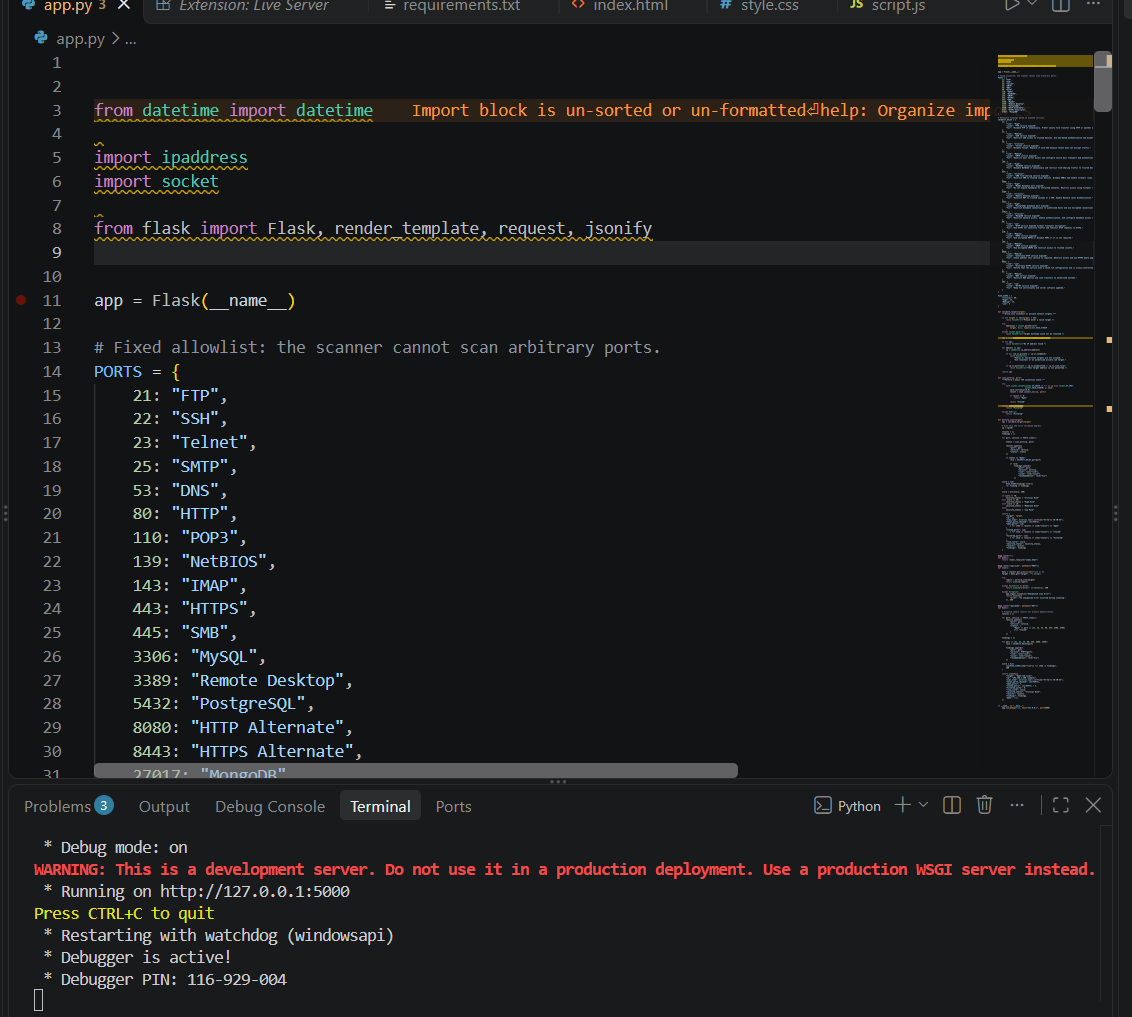 app.py 3 Extension: Live Server requirements.txt index.html style.css JS script.js
app.py > ...
1
2
3 from datetime import datetime Import block is un-sorted or un-formatted⏎help: Organize imp
4
5 import ipaddress
6 import socket
7
8 from flask import Flask, render_template, request, jsonify
9
10
11 app = Flask(__name__)
12
13 # Fixed allowlist: the scanner cannot scan arbitrary ports.
14 PORTS = {
15 21: "FTP",
16 22: "SSH",
17 23: "Telnet",
18 25: "SMTP",
19 53: "DNS",
20 80: "HTTP",
21 110: "POP3",
22 139: "NetBIOS",
23 143: "IMAP",
24 443: "HTTPS",
25 445: "SMB",
26 3306: "MySQL",
27 3389: "Remote Desktop",
28 5432: "PostgreSQL",
29 8080: "HTTP Alternate",
30 8443: "HTTPS Alternate",
31 27017: "MongoDB"
Problems 3 Output Debug Console Terminal Ports Python
* Debug mode: on
WARNING: This is a development server. Do not use it in a production deployment. Use a production WSGI server instead.
* Running on http://127.0.0.1:5000
Press CTRL+C to quit
* Restarting with watchdog (windowsapi)
* Debugger is active!
* Debugger PIN: 116-929-004